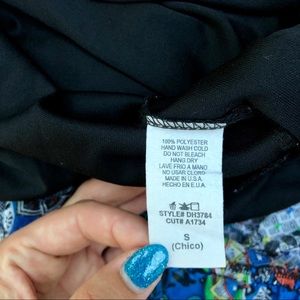 100% POLYESTER
HAND WASH COLD
DO NOT BLEACH
HANG DRY
LAVE FRIO A MANO
NO USAR CLORO
MADE IN U.S.A.
HECHO EN E.U.A.
STYLE# DH3784
CUT# A1734
S
(Chico)